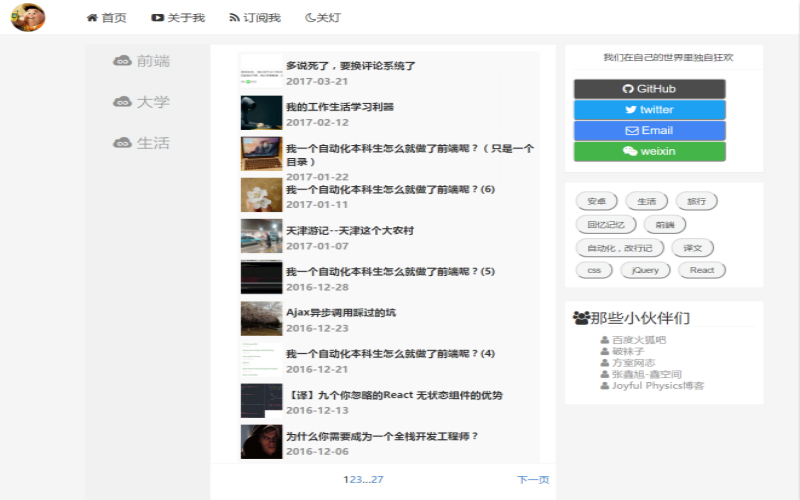 首页 关于我 订阅我 关灯
前端
大学
生活
多说死了，要换评论系统了
2017-03-21
我的工作生活学习利器
2017-02-12
我一个自动化本科生怎么就做了前端呢？（只是一个
目录）
2017-01-22
我一个自动化本科生怎么就做了前端呢？(6)
2017-01-11
天津游记--天津这个大农村
2017-01-07
我一个自动化本科生怎么就做了前端呢？(5)
2016-12-28
Ajax异步调用踩过的坑
2016-12-23
我一个自动化本科生怎么就做了前端呢？(4)
2016-12-21
【译】九个你忽略的React 无状态组件的优势
2016-12-13
为什么你需要成为一个全栈开发工程师？
2016-12-06
123...27 下一页
我们在自己的世界里独自狂欢
GitHub
twitter
Email
weixin
安卓 生活 旅行
回忆记忆 前端
自动化，改行记 译文
css jQuery React
那些小伙伴们
百度火狐吧
破袜子
方室网志
张鑫旭-鑫空间
Joyful Physics博客